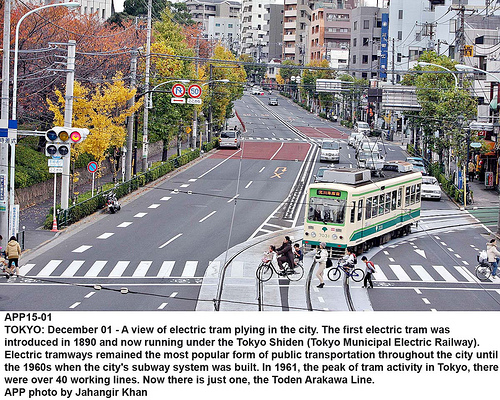 50
APP15-01
TOKYO: December 01 - A view of electric tram plying in the city. The first electric tram was
introduced in 1890 and now running under the Tokyo Shiden (Tokyo Municipal Electric Railway).
Electric tramways remained the most popular form of public transportation throughout the city until
the 1960s when the city's subway system was built. In 1961, the peak of tram activity in Tokyo, there
were over 40 working lines. Now there is just one, the Toden Arakawa Line.
APP photo by Jahangir Khan